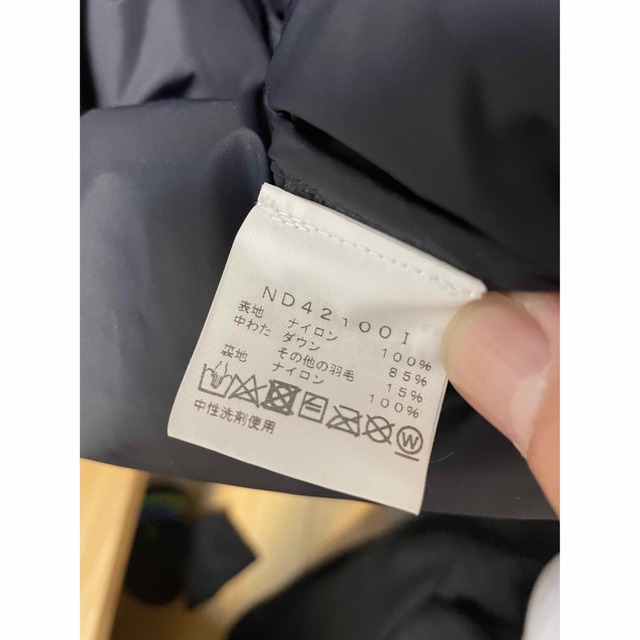 ND42100I
表地 ナイロン 100%
中わた ダウン 85%
その他の羽毛 15%
裏地 ナイロン 100%
中性洗剤使用